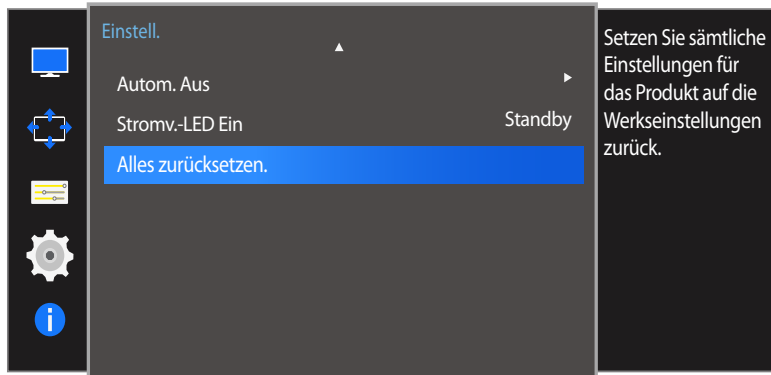 Einstell.
Autom. Aus
Stromv.-LED Ein Standby
Alles zurücksetzen.
Setzen Sie sämtliche
Einstellungen für
das Produkt auf die
Werkseinstellungen
zurück.